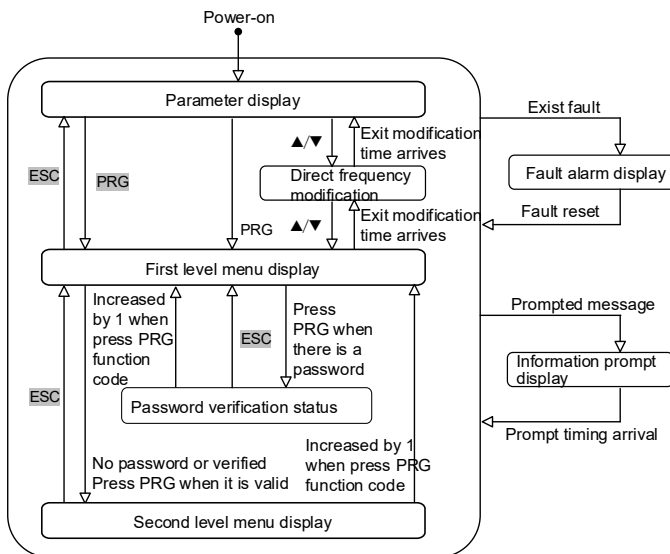 Power-on
Parameter display
▲/▼
Exit modification
time arrives
Exist fault
ESC
PRG
Direct frequency
modification
Fault alarm display
PRG
▲/▼
Exit modification
time arrives
Fault reset
First level menu display
Increased
by 1 when
press PRG
function
code
ESC
Press
PRG when
there is a
password
Prompted message
ESC
Information prompt
display
Password verification status
Prompt timing arrival
No password or verified
Press PRG when it is valid
Increased by 1
when press PRG
function code
Second level menu display